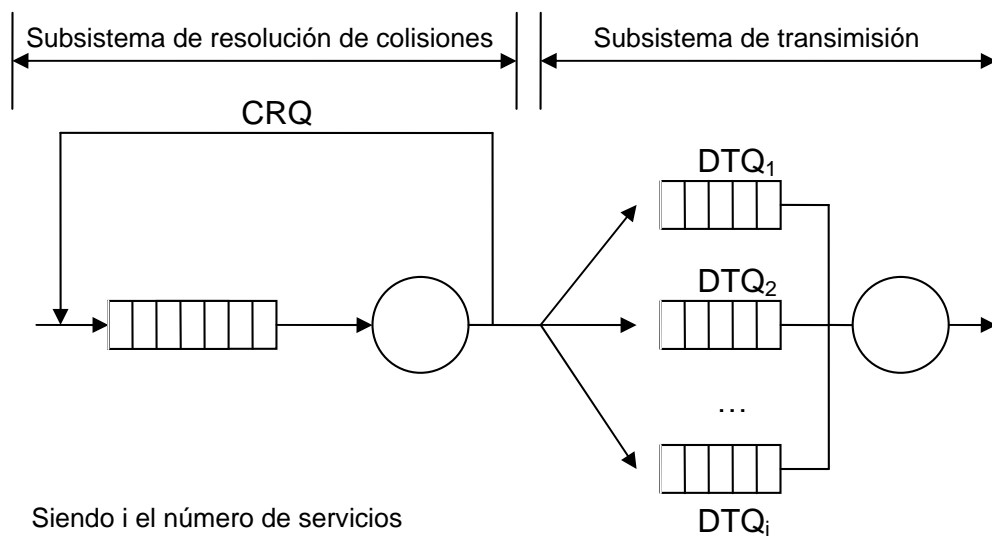 Subsistema de resolución de colisiones
Subsistema de transimisión
CRQ
DTQ1
DTQ2
...
DTQi
Siendo i el número de servicios